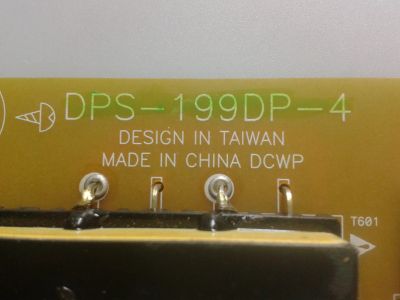 DPS-199DP-4
DESIGN IN TAIWAN
MADE IN CHINA DCWP
T601